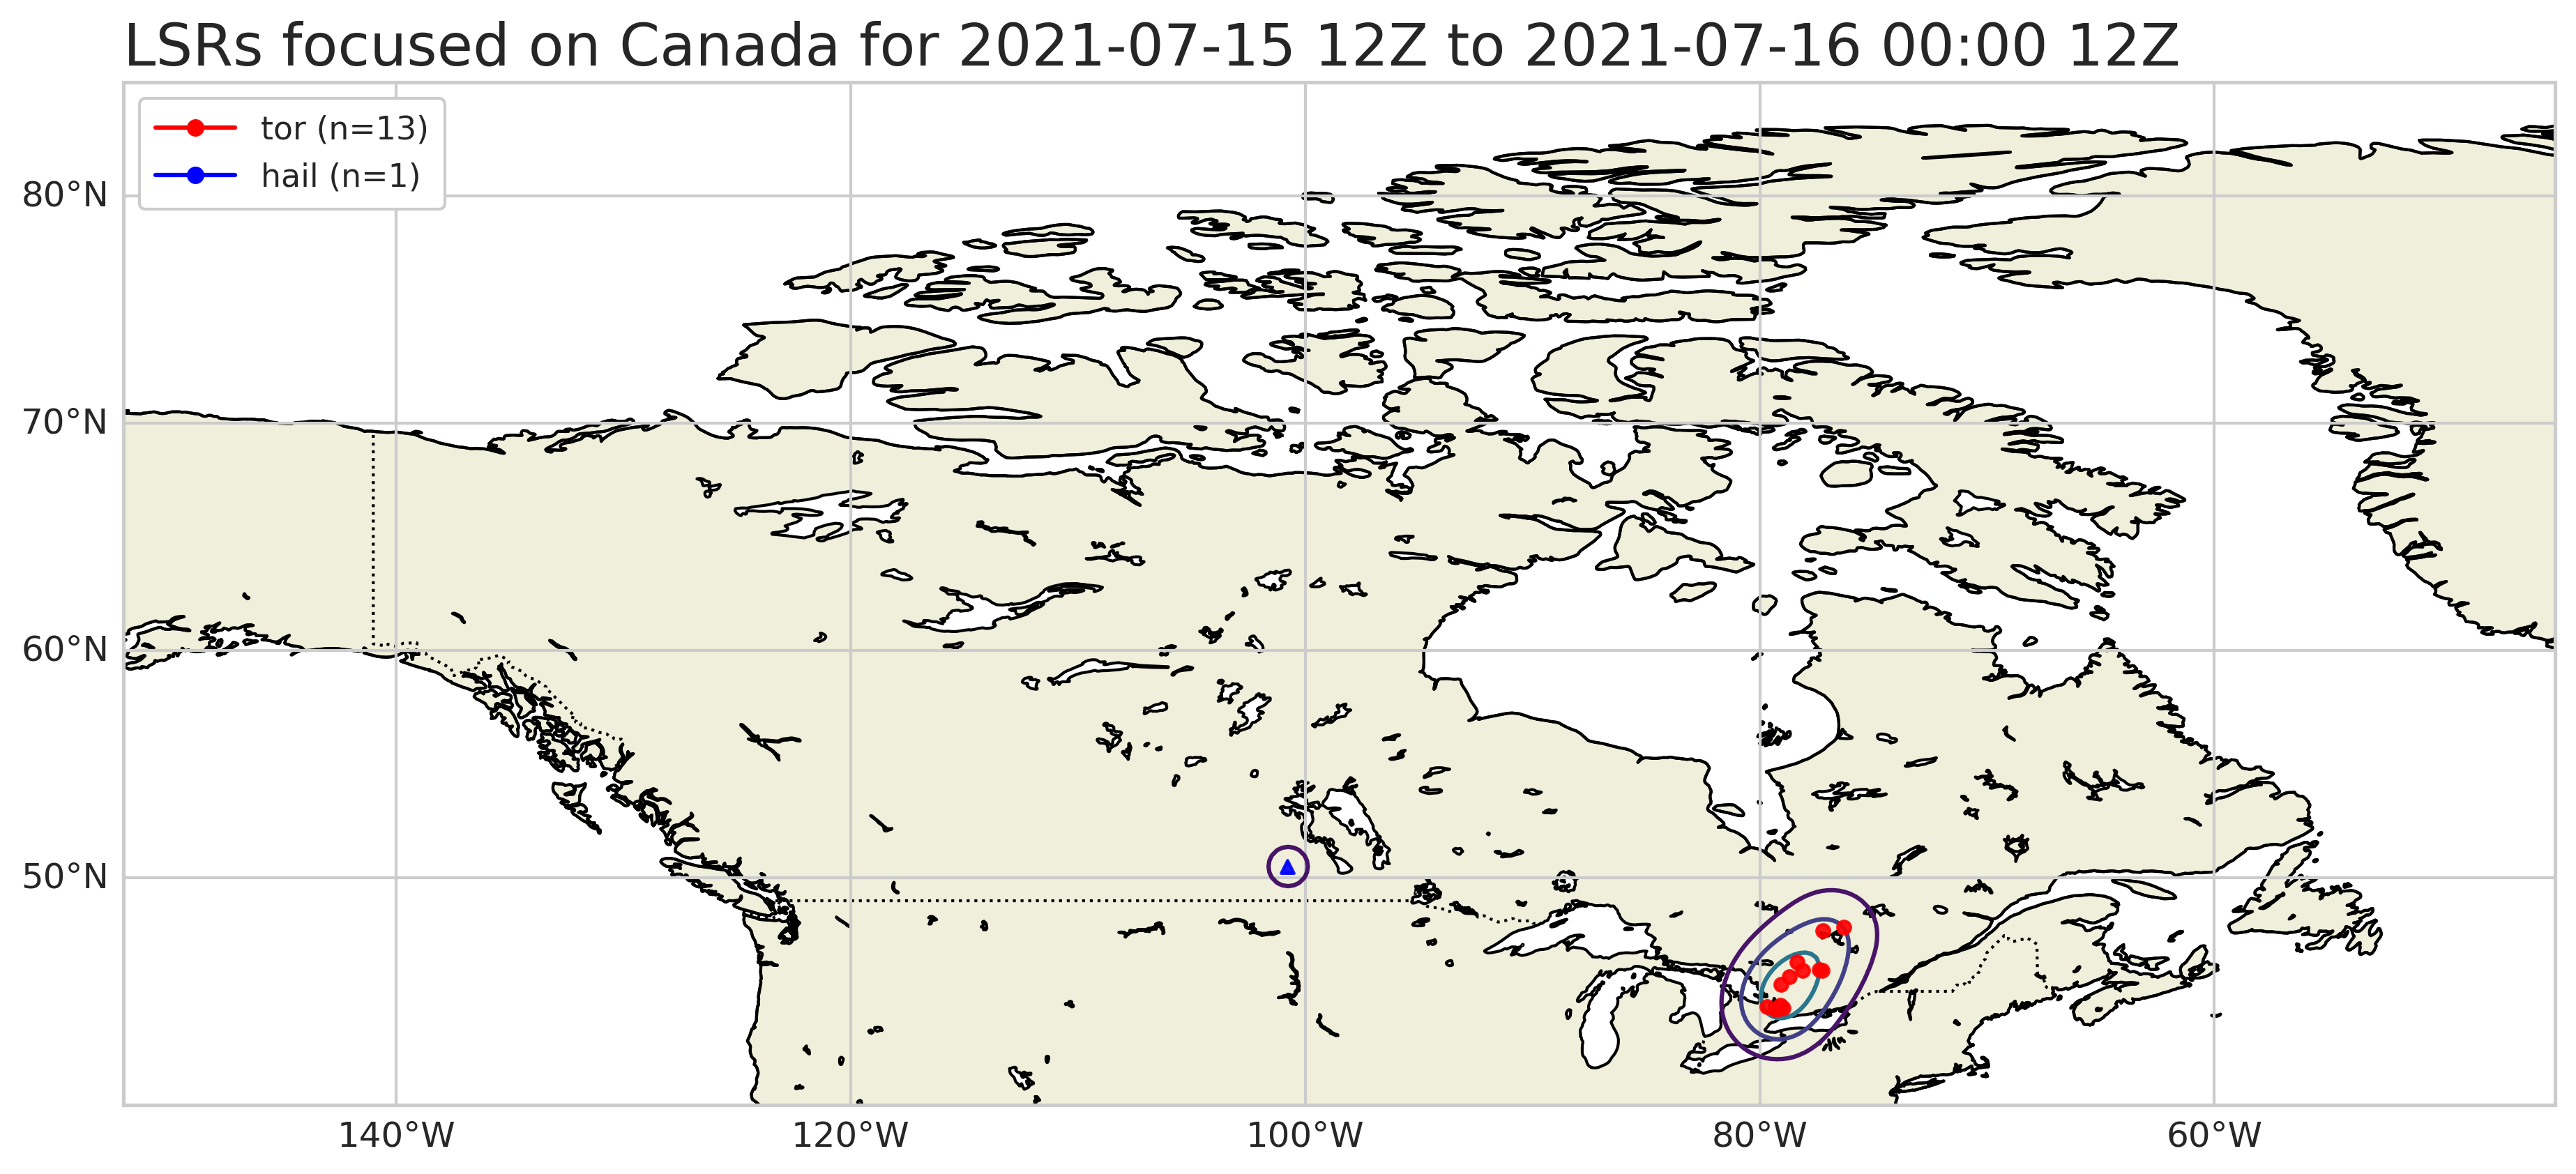 LSRs focused on Canada for 2021-07-15 12Z to 2021-07-16 00:00 12Z
tor (n=13)
hail (n=1)
80°N
70°N
60°N
50°N
140°W
120°W
100°W
80°W
60°W